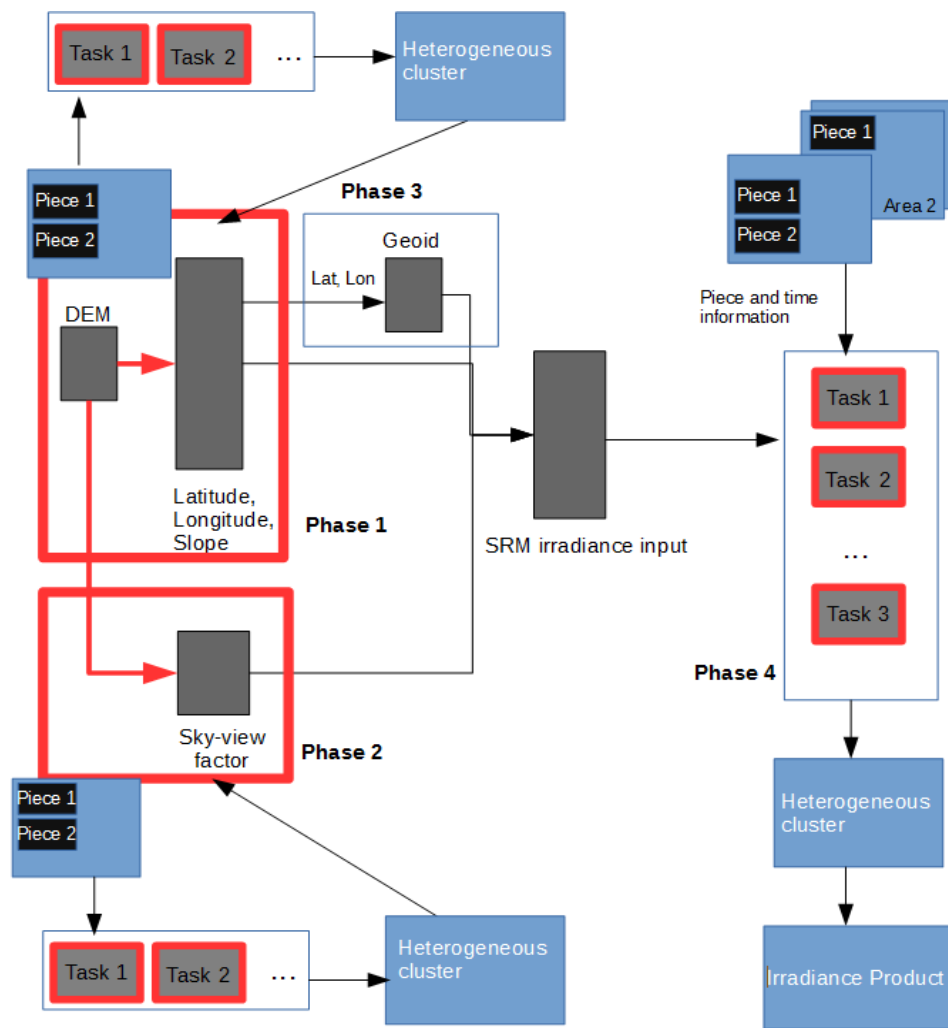 Task 1
Task 2
...
Heterogeneous
cluster
Piece 1
Piece 2
Phase 3
Geoid
Lat, Lon
DEM
Latitude,
Longitude,
Slope
Phase 1
SRM irradiance input
Piece 1
Area 2
Piece 1
Piece 2
Piece and time
information
Task 1
Task 2
...
Task 3
Phase 4
Sky-view
factor
Phase 2
Piece 1
Piece 2
Task 1
Task 2
...
Heterogeneous
cluster
Heterogeneous
cluster
Irradiance Product